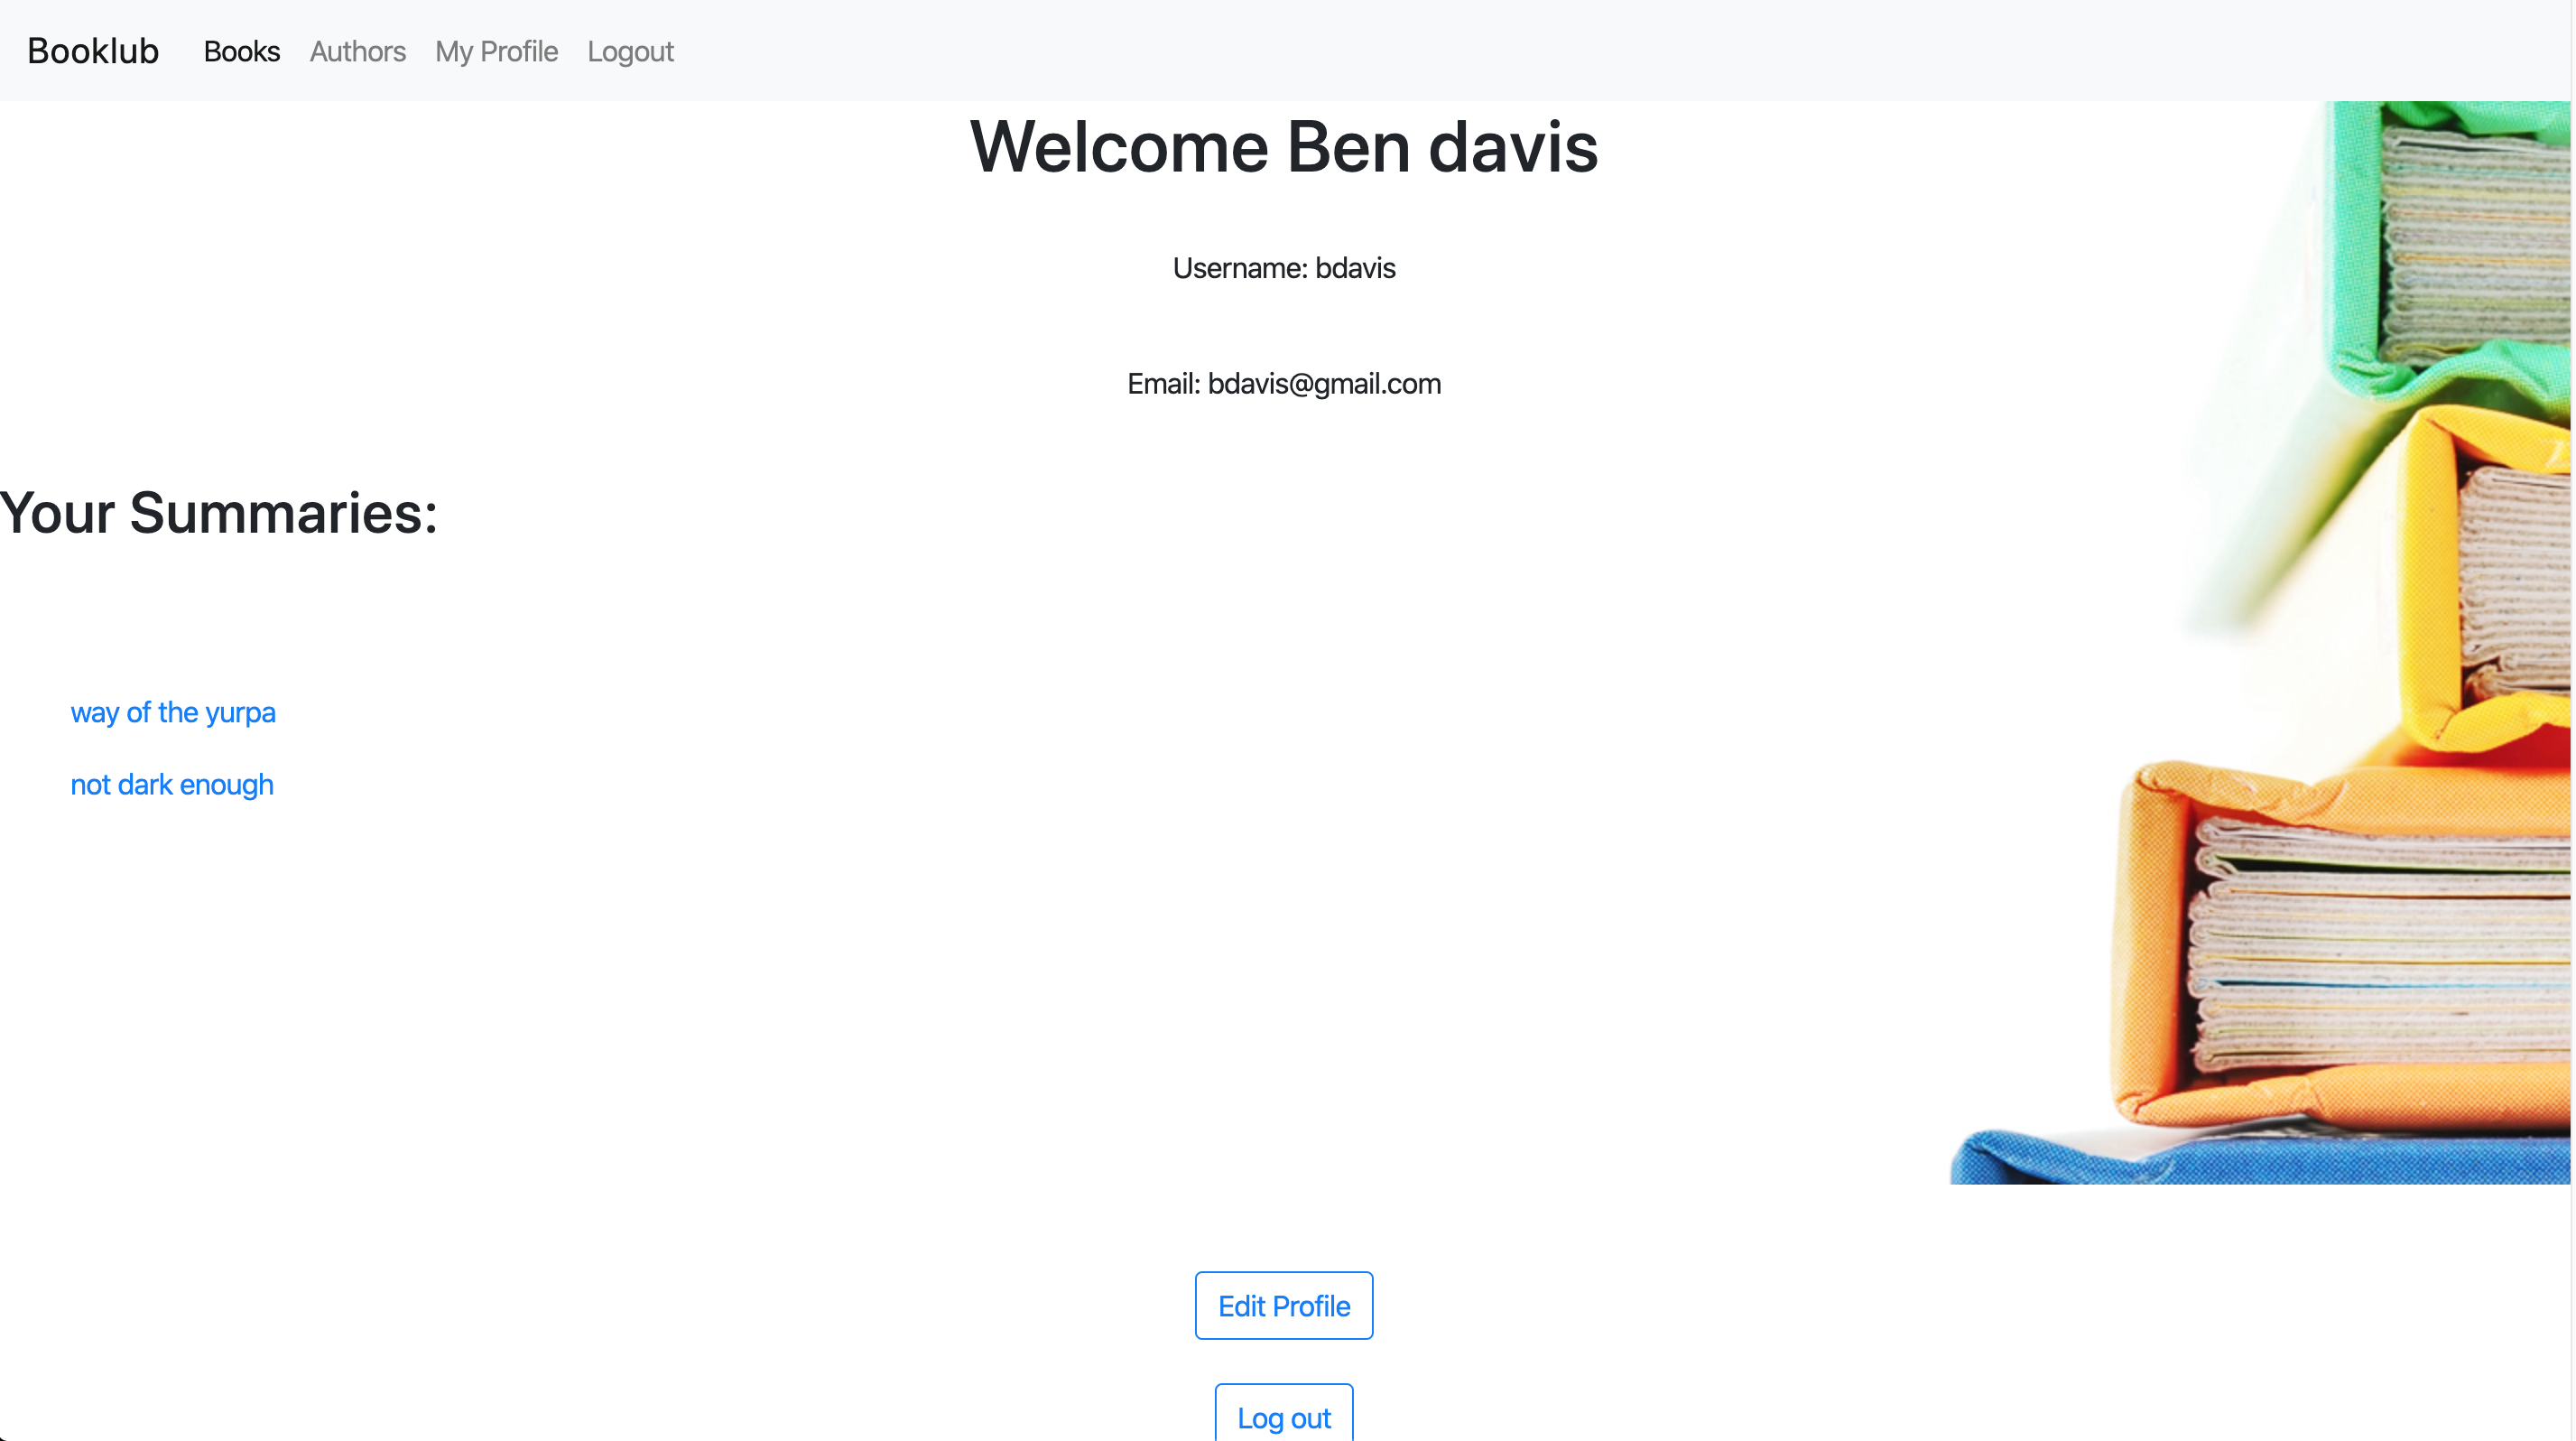 Booklub Books Authors My Profile Logout
Welcome Ben davis
Username: bdavis
Email: bdavis@gmail.com
Your Summaries:
way of the yurpa
not dark enough
Edit Profile
Log out